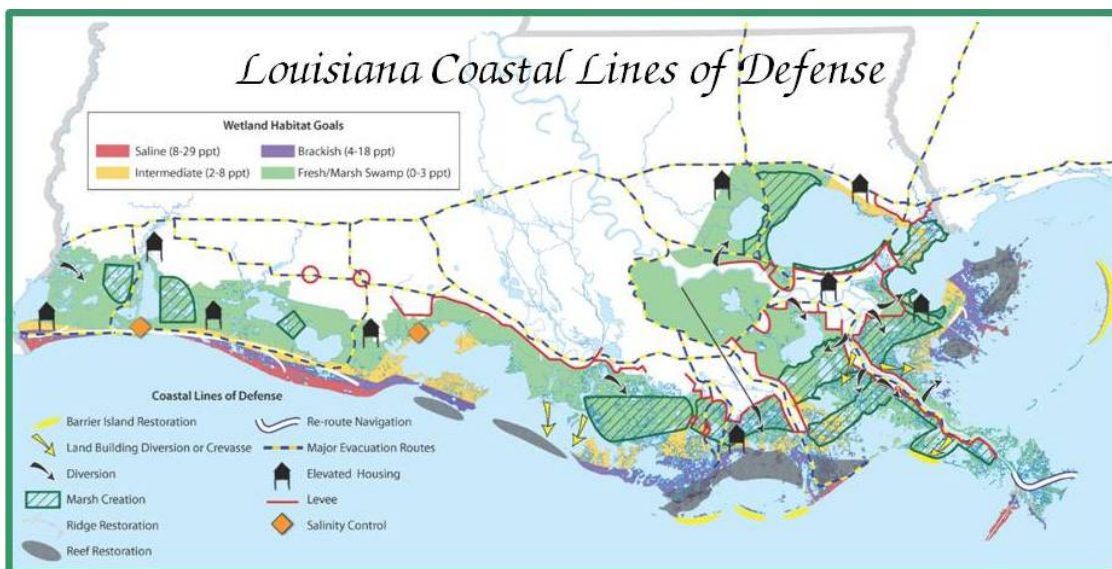 Louisiana Coastal Lines of Defense
Wetland Habitat Goals
Saline (8-29 ppt)
Brackish (4-18 ppt)
Intermediate (2-8 ppt)
Fresh/Marsh Swamp (0-3 ppt)
Coastal Lines of Defense
Barrier Island Restoration
Re-route Navigation
Land Building Diversion or Crevasse
Major Evacuation Routes
Diversion
Elevated Housing
Marsh Creation
Levee
Ridge Restoration
Salinity Control
Reef Restoration